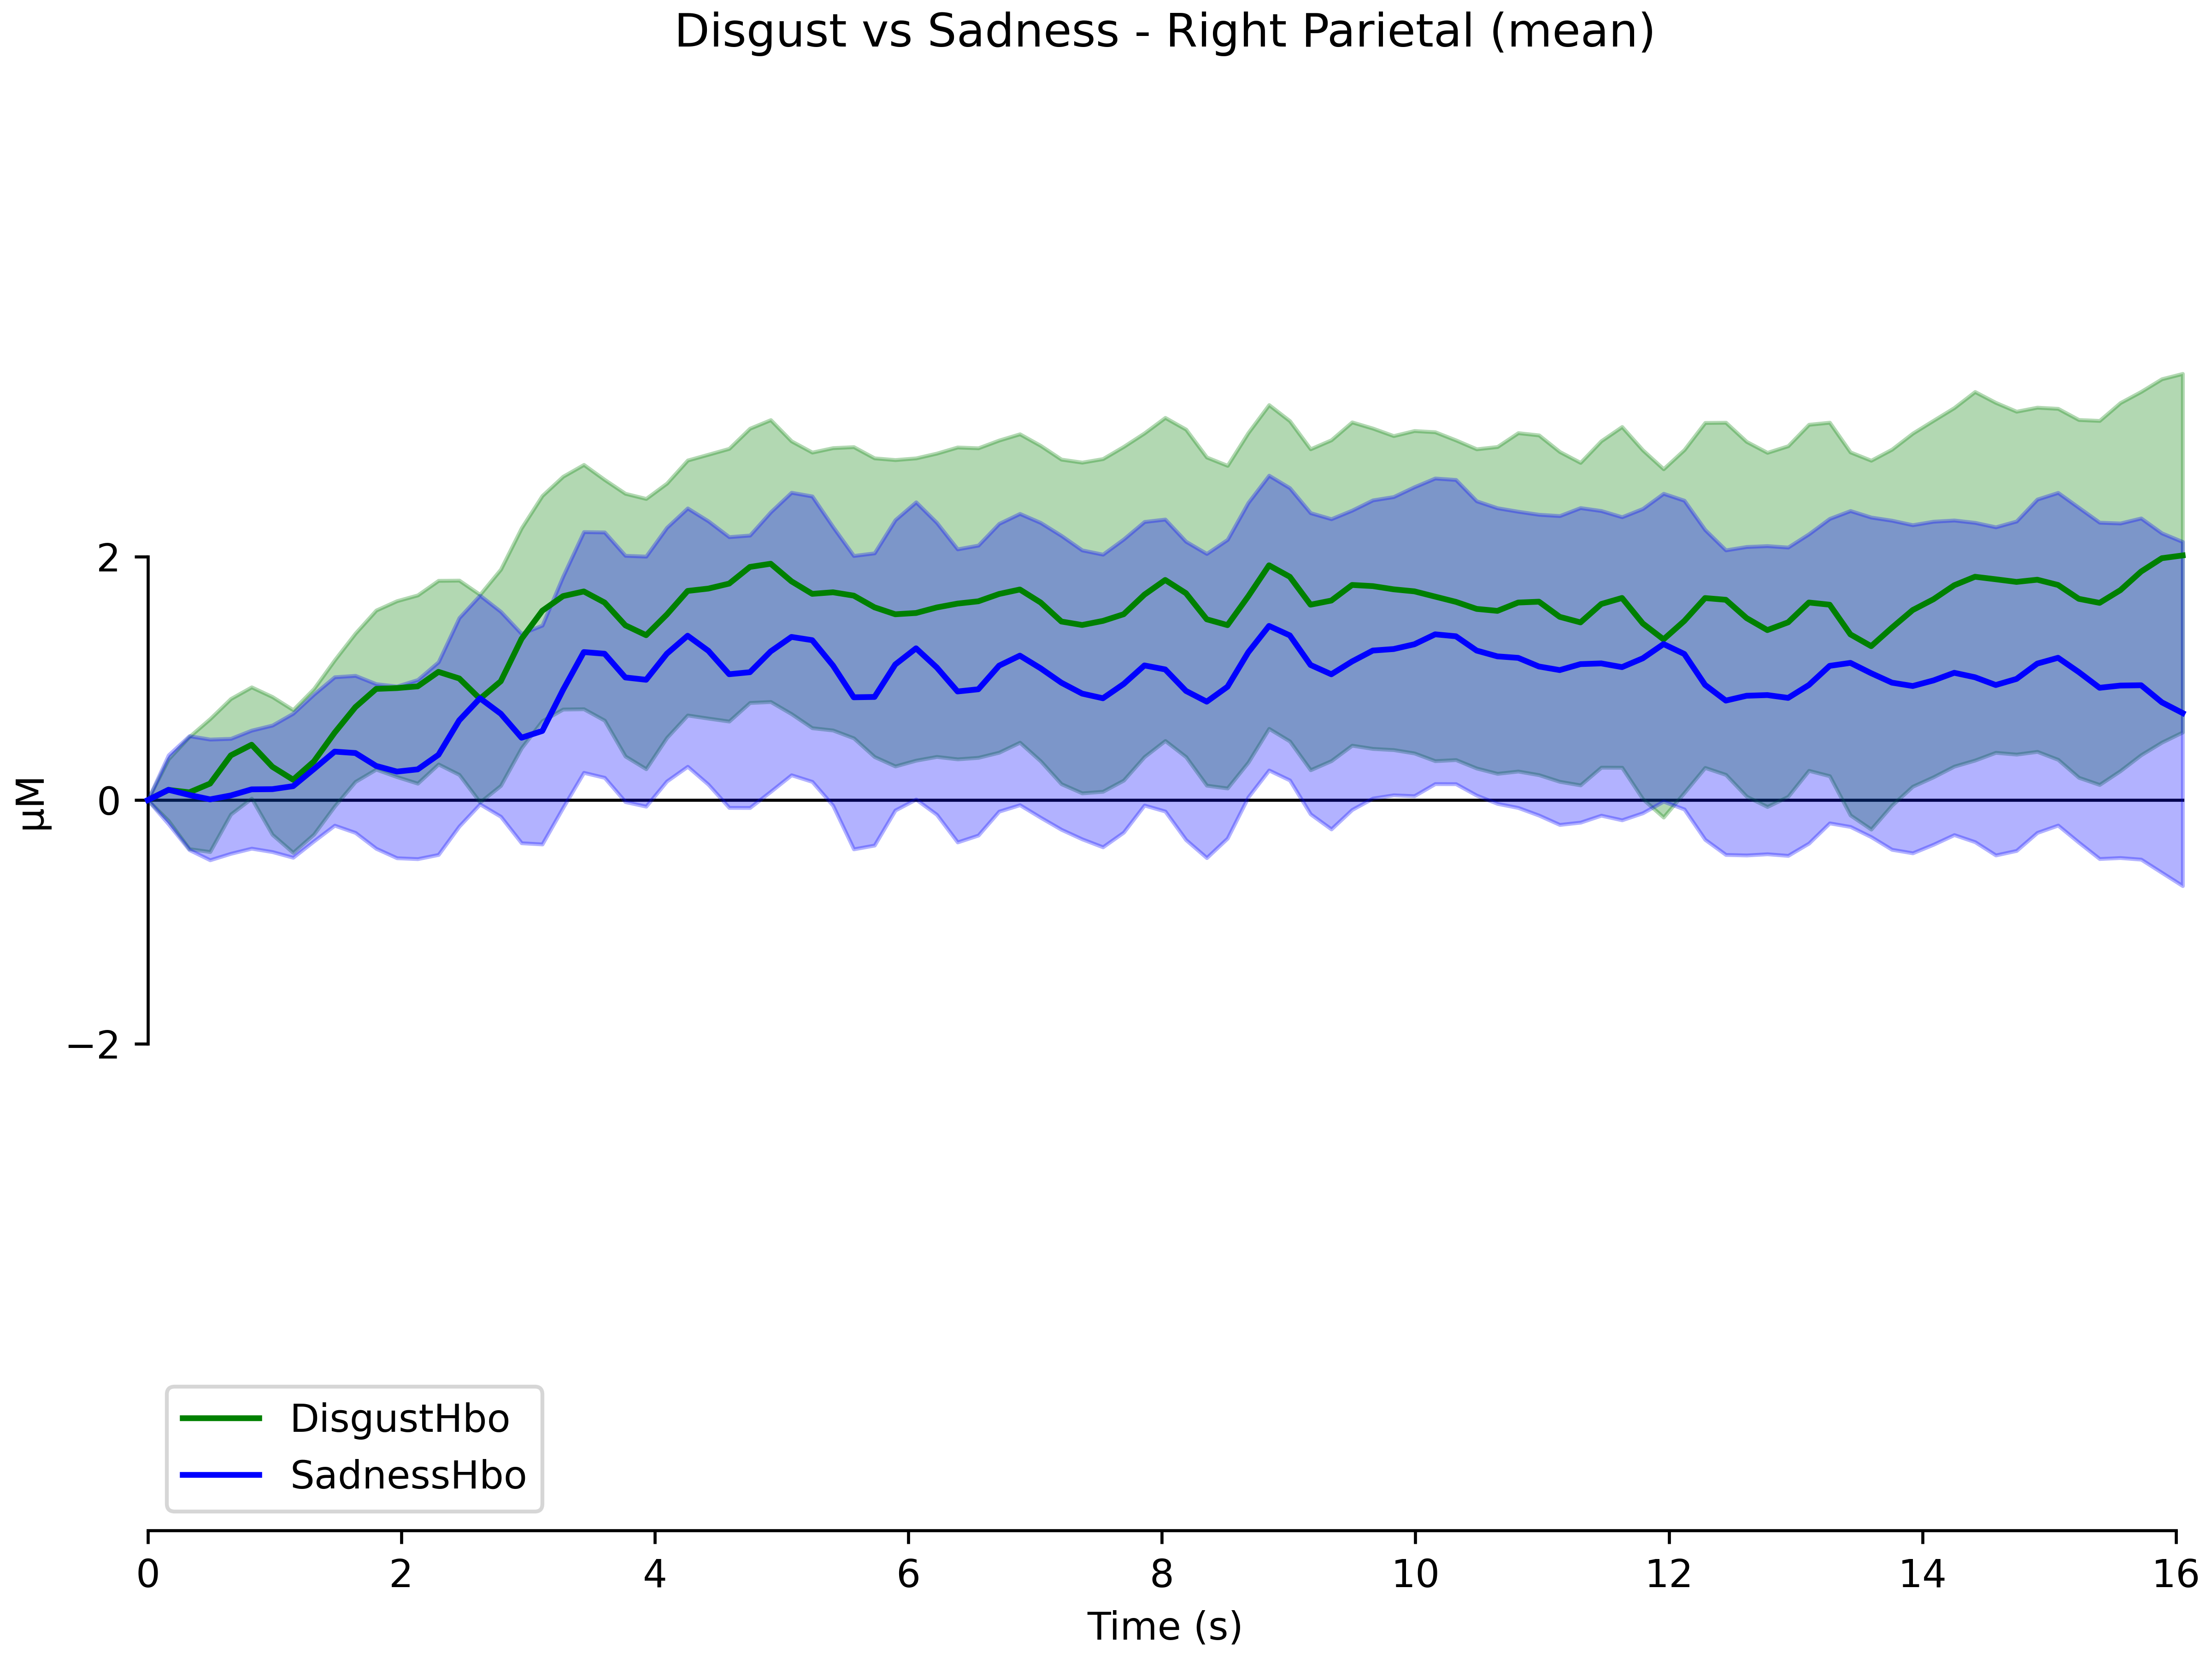 Disgust vs Sadness - Right Parietal (mean)
µM
2
0
−2
DisgustHbo
SadnessHbo
0 2 4 6 8 10 12 14 16
Time (s)